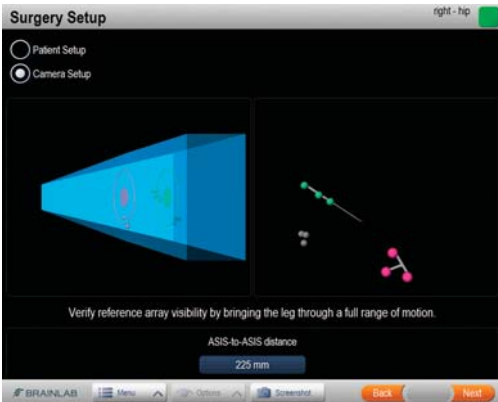 Surgery Setup
right - hip
Patient Setup
Camera Setup
Verify reference array visibility by bringing the leg through a full range of motion.
ASIS-to-ASIS distance
225 mm
BRAINLAB Menu Options Screenshot Back Next